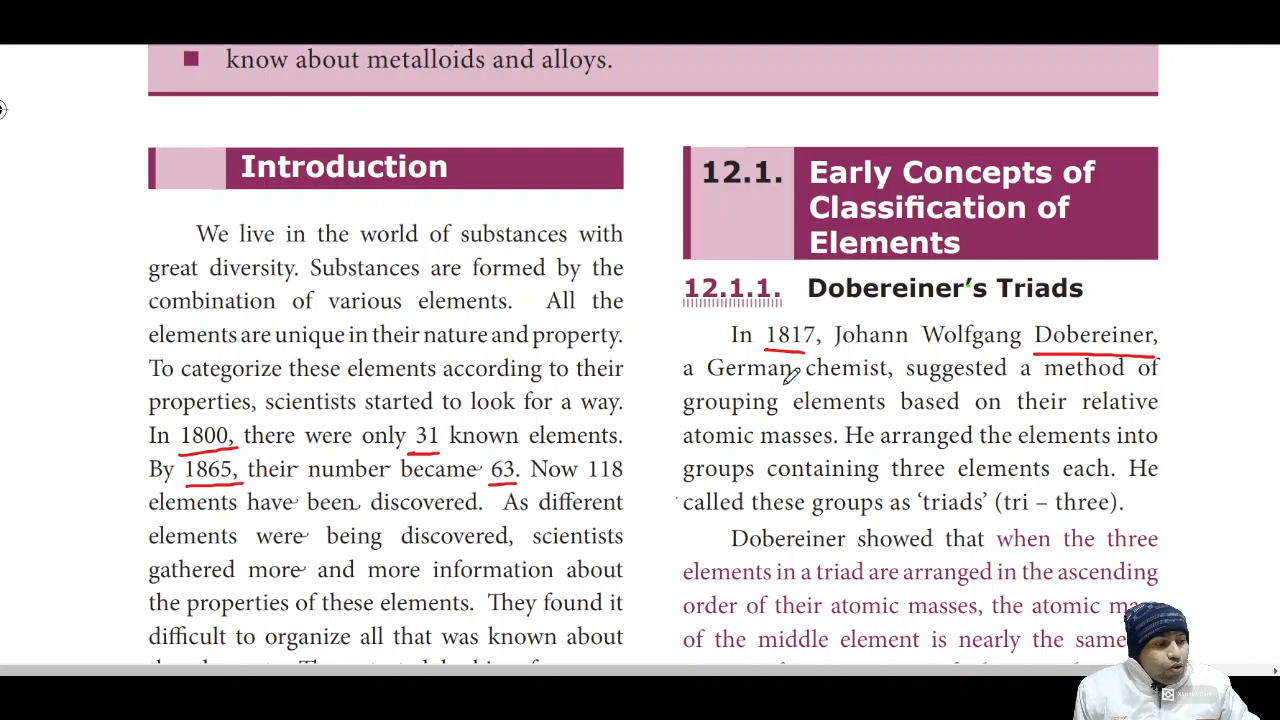 know about metalloids and alloys.
Introduction
We live in the world of substances with
great diversity. Substances are formed by the
combination of various elements. All the
elements are unique in their nature and property.
To categorize these elements according to their
properties, scientists started to look for a way.
In 1800, there were only 31 known elements.
By 1865, their number became 63. Now 118
elements have been discovered. As different
elements were being discovered, scientists
gathered more and more information about
the properties of these elements. They found it
difficult to organize all that was known about
12.1. Early Concepts of
Classification of
Elements
12.1.1. Dobereiner's Triads
In 1817, Johann Wolfgang Dobereiner,
a German chemist, suggested a method of
grouping elements based on their relative
atomic masses. He arranged the elements into
groups containing three elements each. He
called these groups as ‘triads’ (tri – three).
Dobereiner showed that when the three
elements in a triad are arranged in the ascending
order of their atomic masses, the atomic
of the middle element is nearly the same